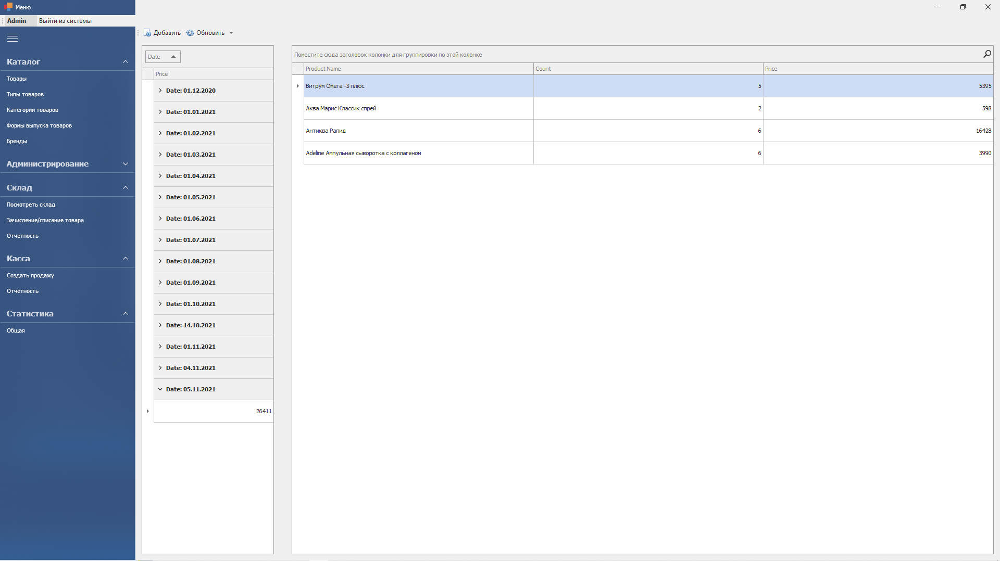 Меню
Admin
Выйти из системы
Добавить
Обновить
Каталог
Товары
Типы товаров
Категории товаров
Формы выпуска товаров
Бренды
Администрирование
Склад
Посмотреть склад
Зачисление/списание товара
Отчетность
Касса
Создать продажу
Отчетность
Статистика
Общая
Date
Price
Date: 01.12.2020
Date: 01.01.2021
Date: 01.02.2021
Date: 01.03.2021
Date: 01.04.2021
Date: 01.05.2021
Date: 01.06.2021
Date: 01.07.2021
Date: 01.08.2021
Date: 01.09.2021
Date: 01.10.2021
Date: 14.10.2021
Date: 01.11.2021
Date: 04.11.2021
Date: 05.11.2021
26411
Поместите сюда заголовок колонки для группировки по этой колонке
Product Name Count Price
Витрум Омега -3 плюс 5 5395
Аква Марис Классик спрей 2 598
Антиква Рапид 6 16428
Adeline Ампульная сыворотка с коллагеном 6 3990